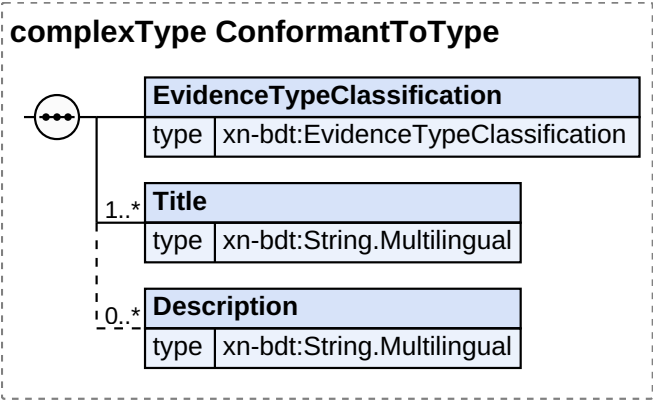 complexType ConformantToType
EvidenceTypeClassification
type xn-bdt:EvidenceTypeClassification
1..* Title
type xn-bdt:String.Multilingual
0..* Description
type xn-bdt:String.Multilingual